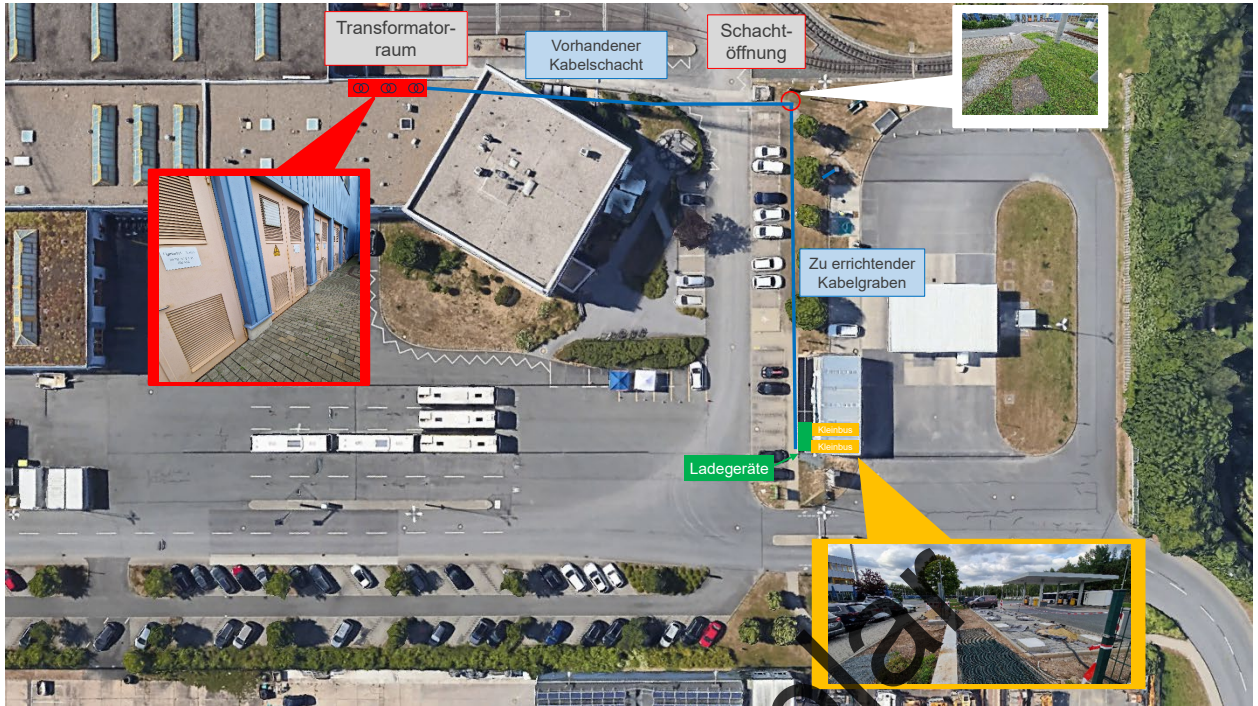 Transformator-
raum
Vorhandener
Kabelschacht
Schacht-
öffnung
Zu errichtender
Kabelgraben
Kleinbus
Kleinbus
Ladegeräte